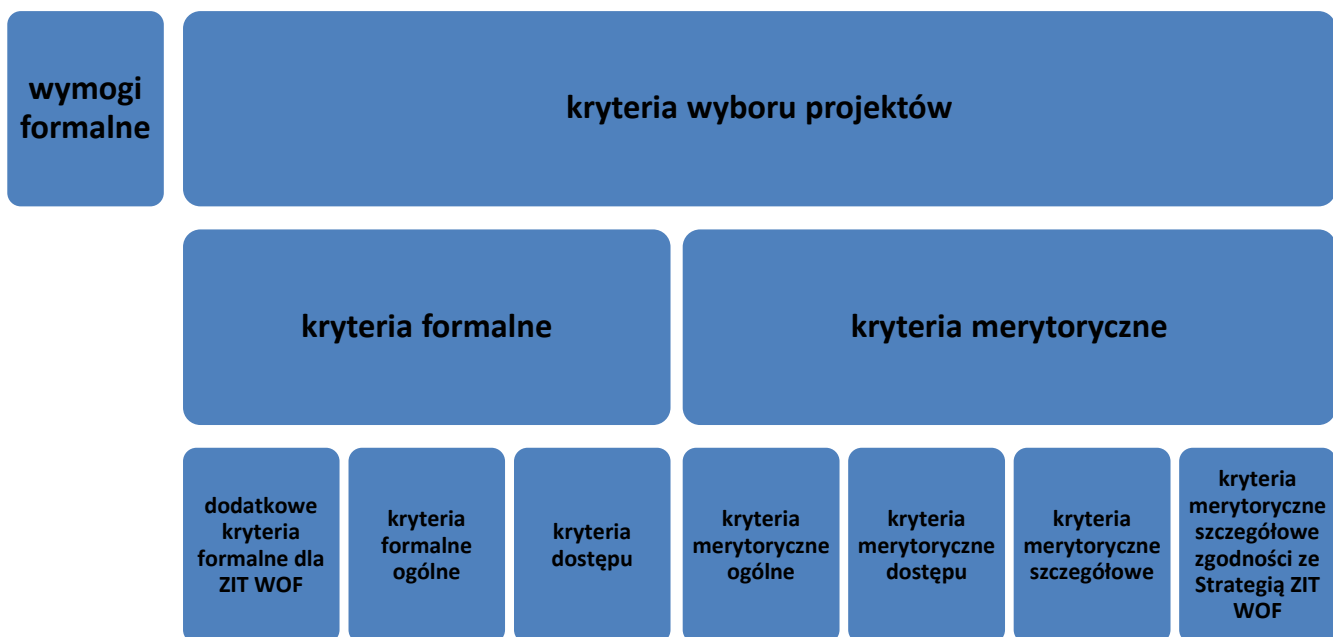 wymogi
formalne
kryteria wyboru projektów
kryteria formalne
kryteria merytoryczne
dodatkowe
kryteria
formalne dla
ZIT WOF
kryteria
formalne
ogólne
kryteria
dostępu
kryteria
merytoryczne
ogólne
kryteria
merytoryczne
dostępu
kryteria
merytoryczne
szczegółowe
kryteria
merytoryczne
szczegółowe
zgodności ze
Strategią ZIT
WOF